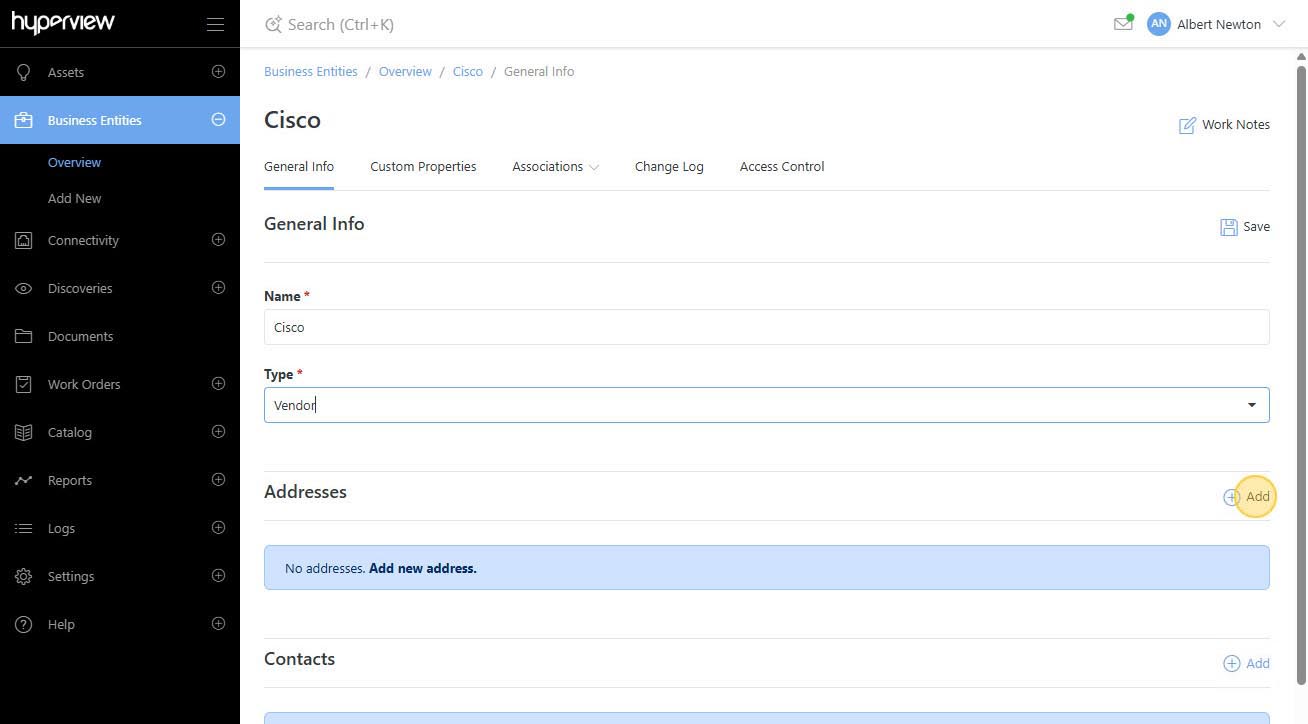 hyperview
Search (Ctrl+K)
AN Albert Newton
Assets
Business Entities
Overview
Add New
Connectivity
Discoveries
Documents
Work Orders
Catalog
Reports
Logs
Settings
Help
Business Entities / Overview / Cisco / General Info
Cisco
Work Notes
General Info Custom Properties Associations Change Log Access Control
General Info
Save
Name *
Cisco
Type *
Vendor
Addresses
Add
No addresses. Add new address.
Contacts
Add